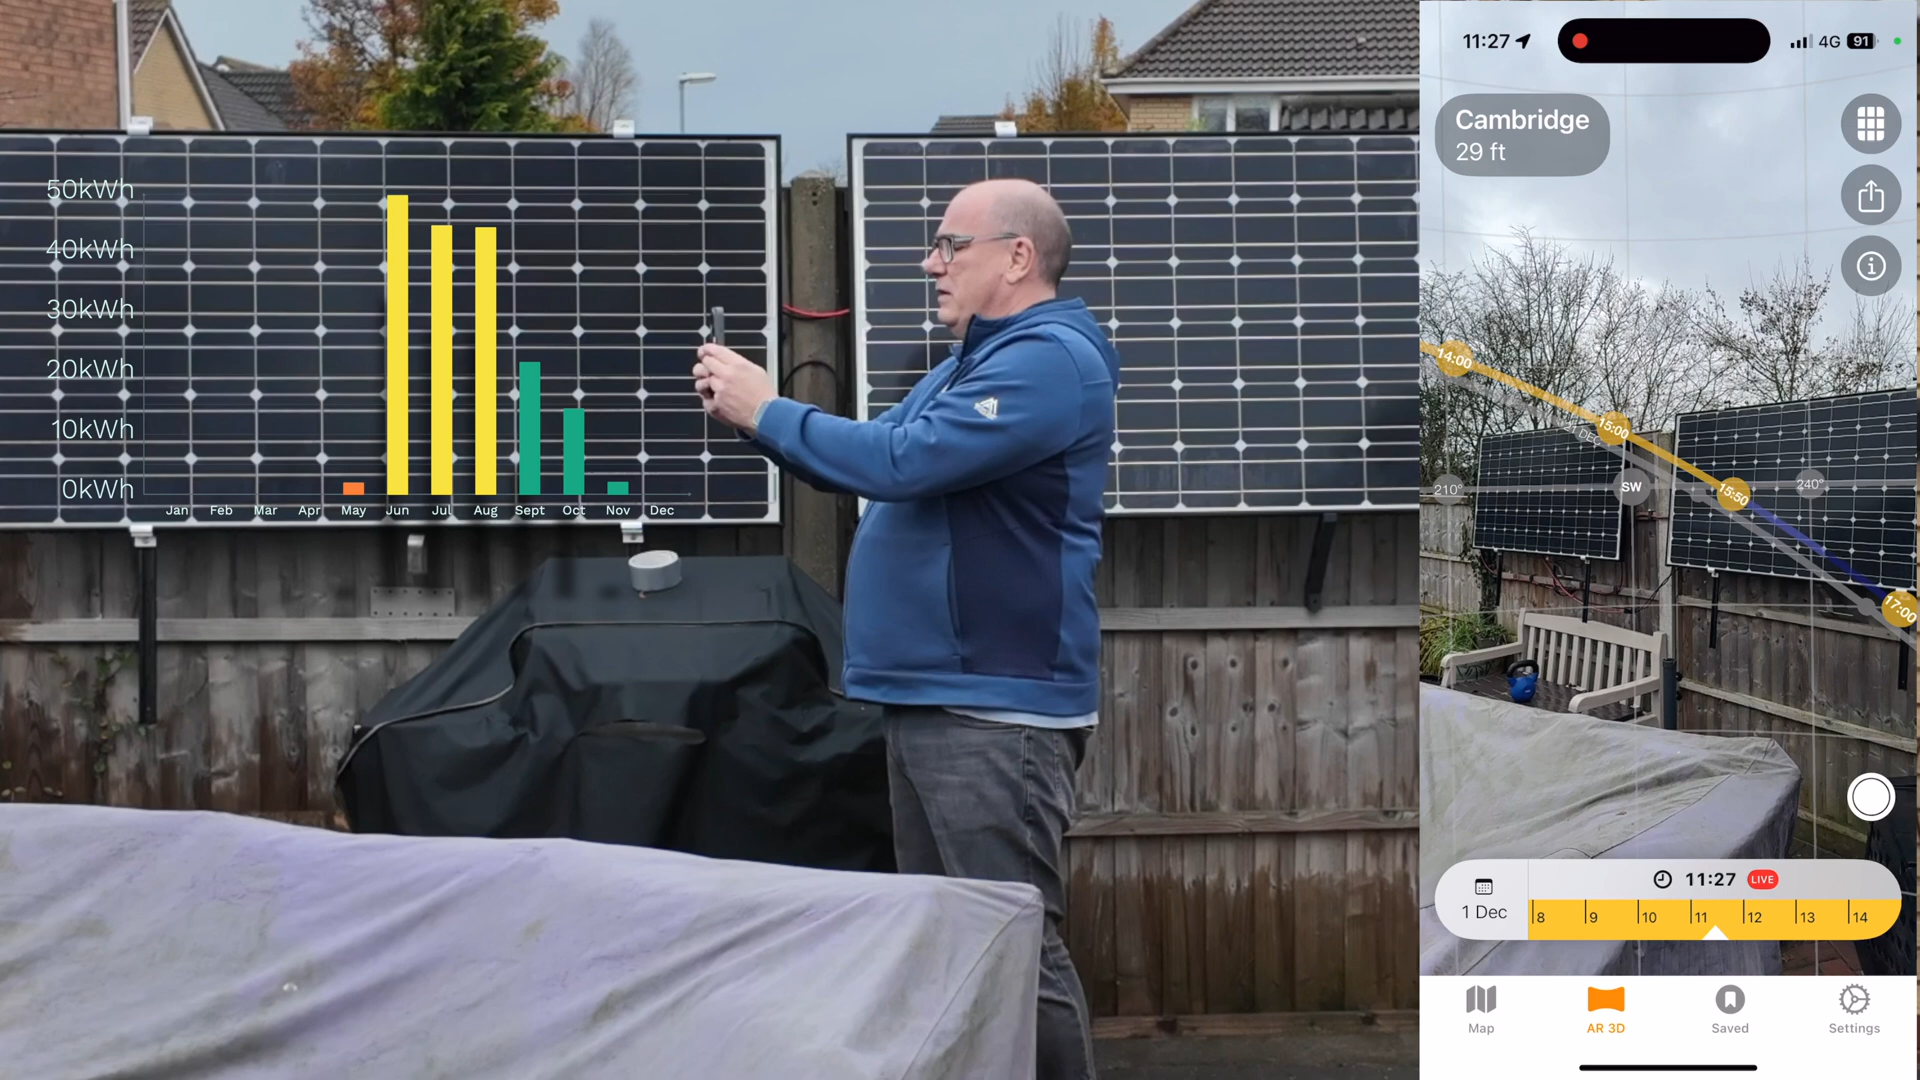 50kWh
40kWh
30kWh
20kWh
10kWh
0kWh
Jan Feb Mar Apr May Jun Jul Aug Sept Oct Nov Dec
11:27 4G 91
Cambridge
29 ft
14:00
15:00
21 DEC
15:50
17:00
210° SW 240°
11:27 LIVE
1 Dec
8 9 10 11 12 13 14
Map AR 3D Saved Settings